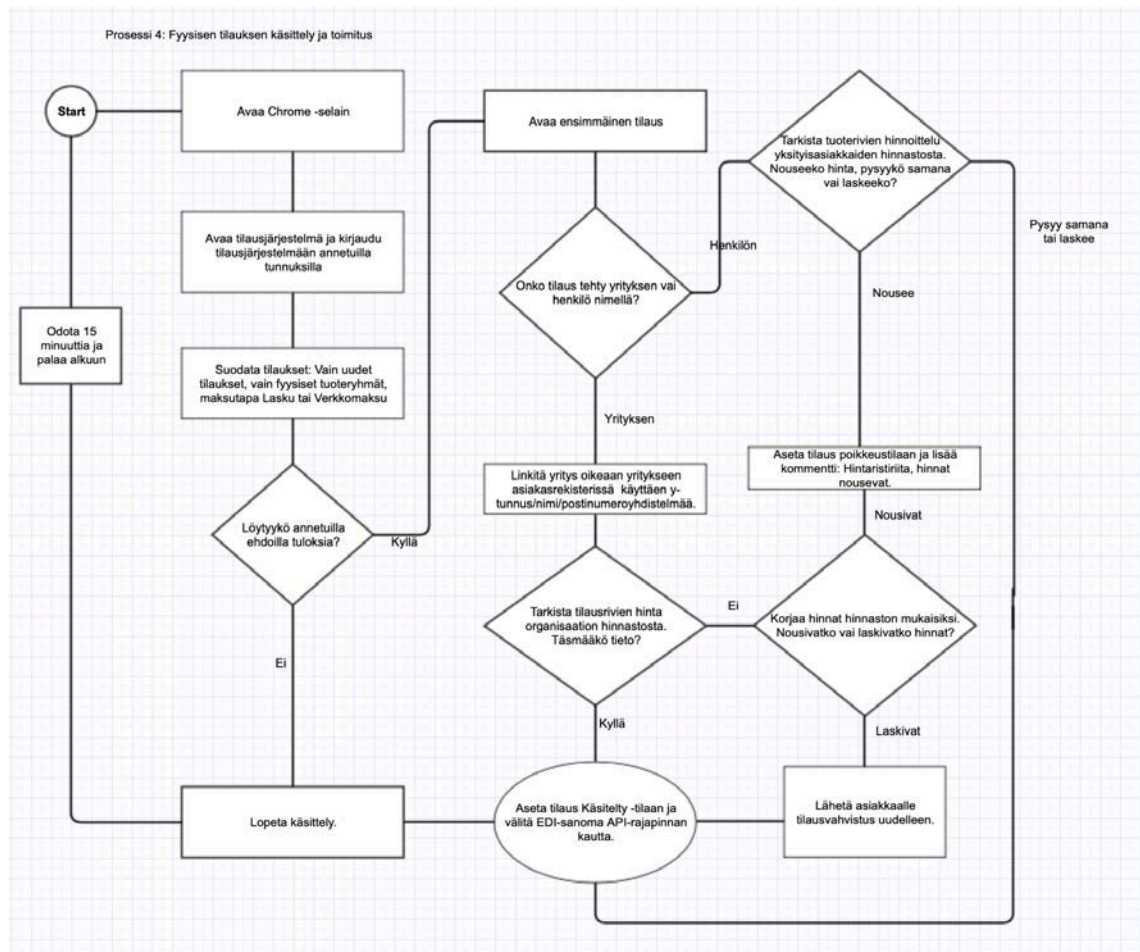 Prosessi 4: Fyysisen tilauksen käsittely ja toimitus
Start
Avaa Chrome -selain
Avaa tilausjärjestelmä ja kirjaudu
tilausjärjestelmään annetuilla
tunnuksilla
Odota 15
minuuttia ja
palaa alkuun
Suodata tilaukset: Vain uudet
tilaukset, vain fyysiset tuoteryhmät,
maksutapa Lasku tai Verkkomaksu
Löytyykö annetuilla
ehdoilla tuloksia?
Kyllä
Ei
Lopeta käsittely.
Avaa ensimmäinen tilaus
Onko tilaus tehty yrityksen vai
henkilö nimellä?
Henkilön
Yrityksen
Linkitä yritys oikeaan yritykseen
asiakasrekisterissä käyttäen y-
tunnus/nimi/postinumeroyhdistelmää.
Tarkista tilausrivien hinta
organisaation hinnastosta.
Täsmääkö tieto?
Ei
Kyllä
Aseta tilaus Käsitelty -tilaan ja
välitä EDI-sanoma API-rajapinnan
kautta.
Tarkista tuoterivien hinnoittelu
yksityisasiakkaiden hinnastosta.
Nouseeko hinta, pysyykö samana
vai laskeeko?
Pysyy samana
tai laskee
Nousee
Aseta tilaus poikkeustilaan ja lisää
kommentti: Hintaristiriita, hinnat
nousevat.
Nousivat
Korjaa hinnat hinnaston mukaisiksi.
Nousivatko vai laskivatko hinnat?
Laskivat
Lähetä asiakkaalle
tilausvahvistus uudelleen.